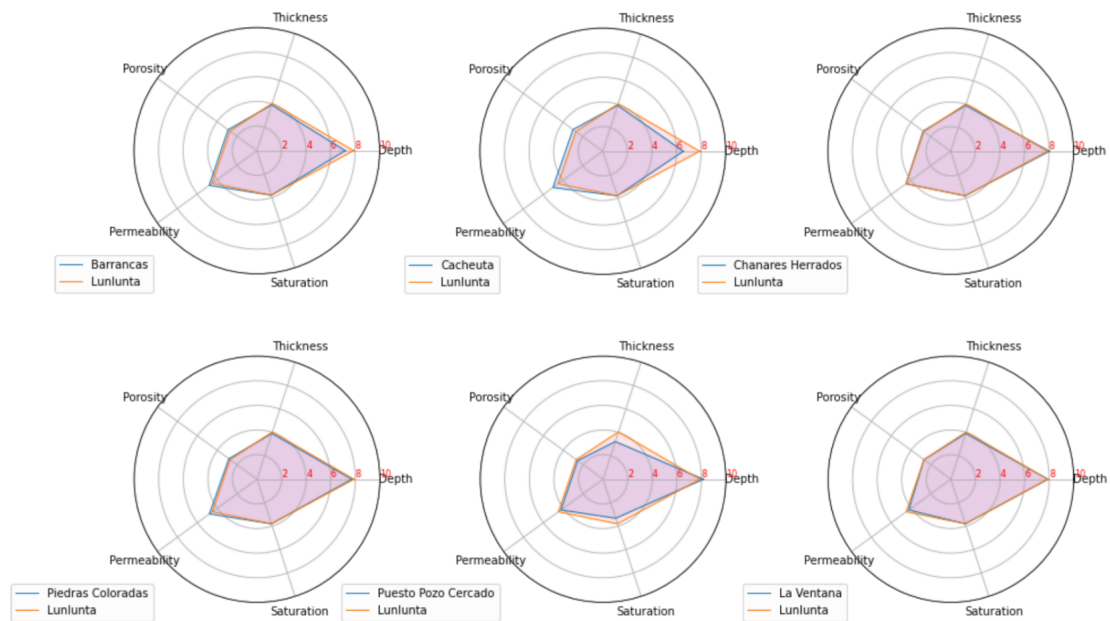 Thickness
Porosity
2 4 6 8 10
Depth
Permeability
Saturation
Barrancas
Lunlunta
Thickness
Porosity
2 4 6 8 10
Depth
Permeability
Saturation
Cacheuta
Lunlunta
Thickness
Porosity
2 4 6 8 10
Depth
Permeability
Saturation
Chanares Herrados
Lunlunta
Thickness
Porosity
2 4 6 8 10
Depth
Permeability
Saturation
Piedras Coloradas
Lunlunta
Thickness
Porosity
2 4 6 8 10
Depth
Permeability
Saturation
Puesto Pozo Cercado
Lunlunta
Thickness
Porosity
2 4 6 8 10
Depth
Permeability
Saturation
La Ventana
Lunlunta